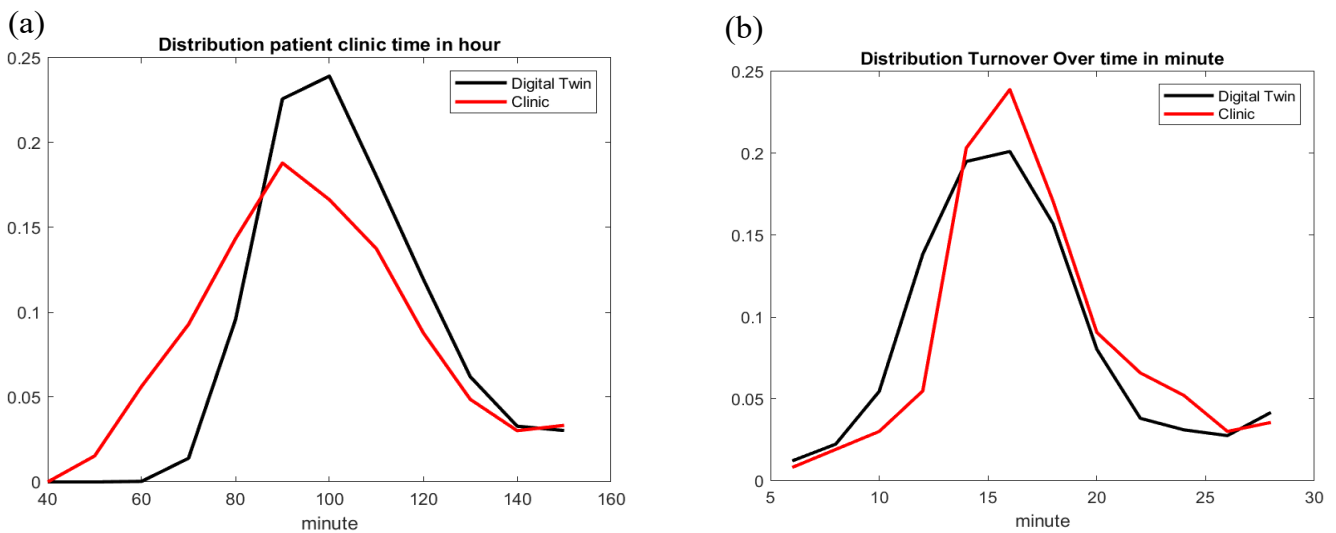 (a)
Distribution patient clinic time in hour
0.25
0.2
0.15
0.1
0.05
0
40 60 80 100 120 140 160
minute
Digital Twin
Clinic
(b)
Distribution Turnover Over time in minute
0.25
0.2
0.15
0.1
0.05
0
5 10 15 20 25 30
minute
Digital Twin
Clinic